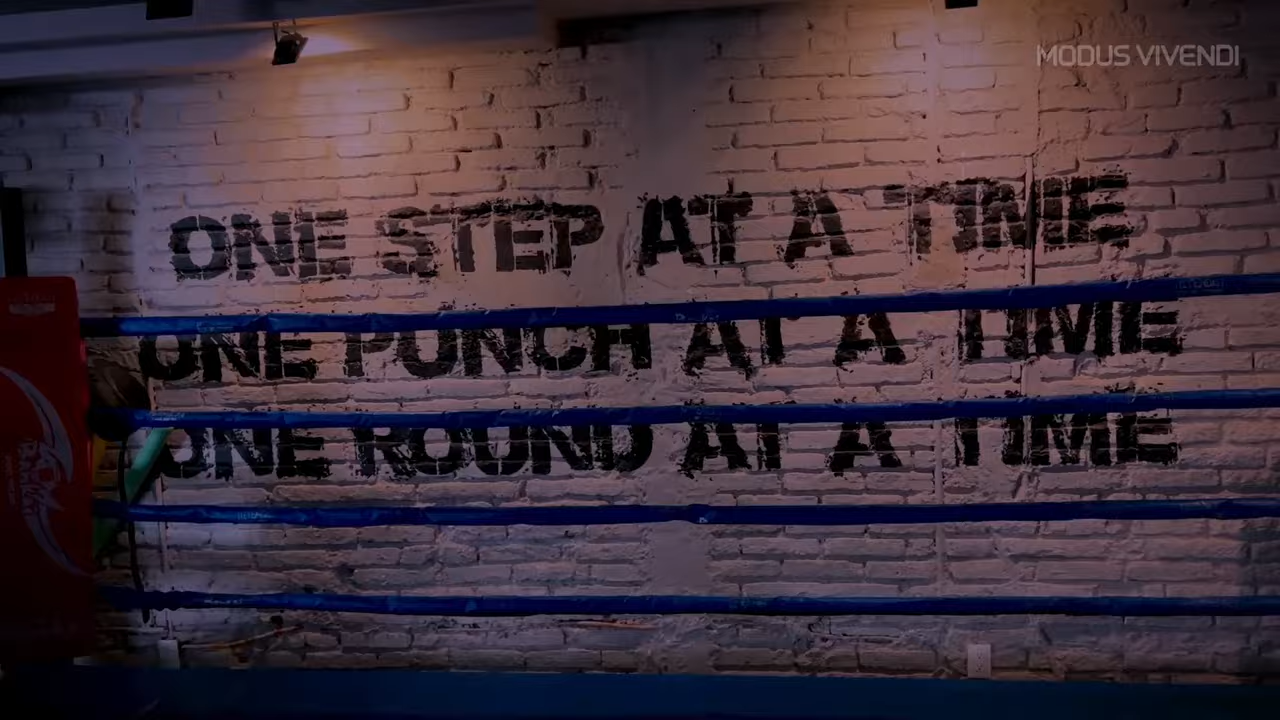 MODUS VIVENDI
ONE STEP AT A TIME
ONE PUNCH AT A TIME
ONE ROUND AT A TIME